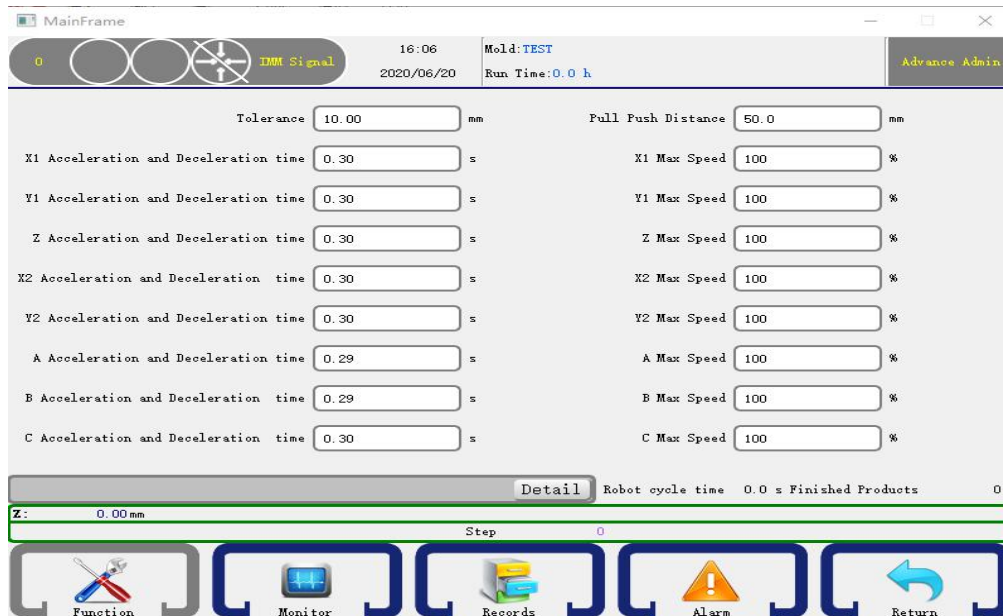 MainFrame
0 IMM Signal 16:06 Mold:TEST Advance Admin
2020/06/20 Run Time:0.0 h
Tolerance 10.00 mm Pull Push Distance 50.0 mm
X1 Acceleration and Deceleration time 0.30 s X1 Max Speed 100 %
Y1 Acceleration and Deceleration time 0.30 s Y1 Max Speed 100 %
Z Acceleration and Deceleration time 0.30 s Z Max Speed 100 %
X2 Acceleration and Deceleration time 0.30 s X2 Max Speed 100 %
Y2 Acceleration and Deceleration time 0.30 s Y2 Max Speed 100 %
A Acceleration and Deceleration time 0.29 s A Max Speed 100 %
B Acceleration and Deceleration time 0.29 s B Max Speed 100 %
C Acceleration and Deceleration time 0.30 s C Max Speed 100 %
Detail Robot cycle time 0.0 s Finished Products 0
Z: 0.00 mm
Step 0
Function Monitor Records Alarm Return